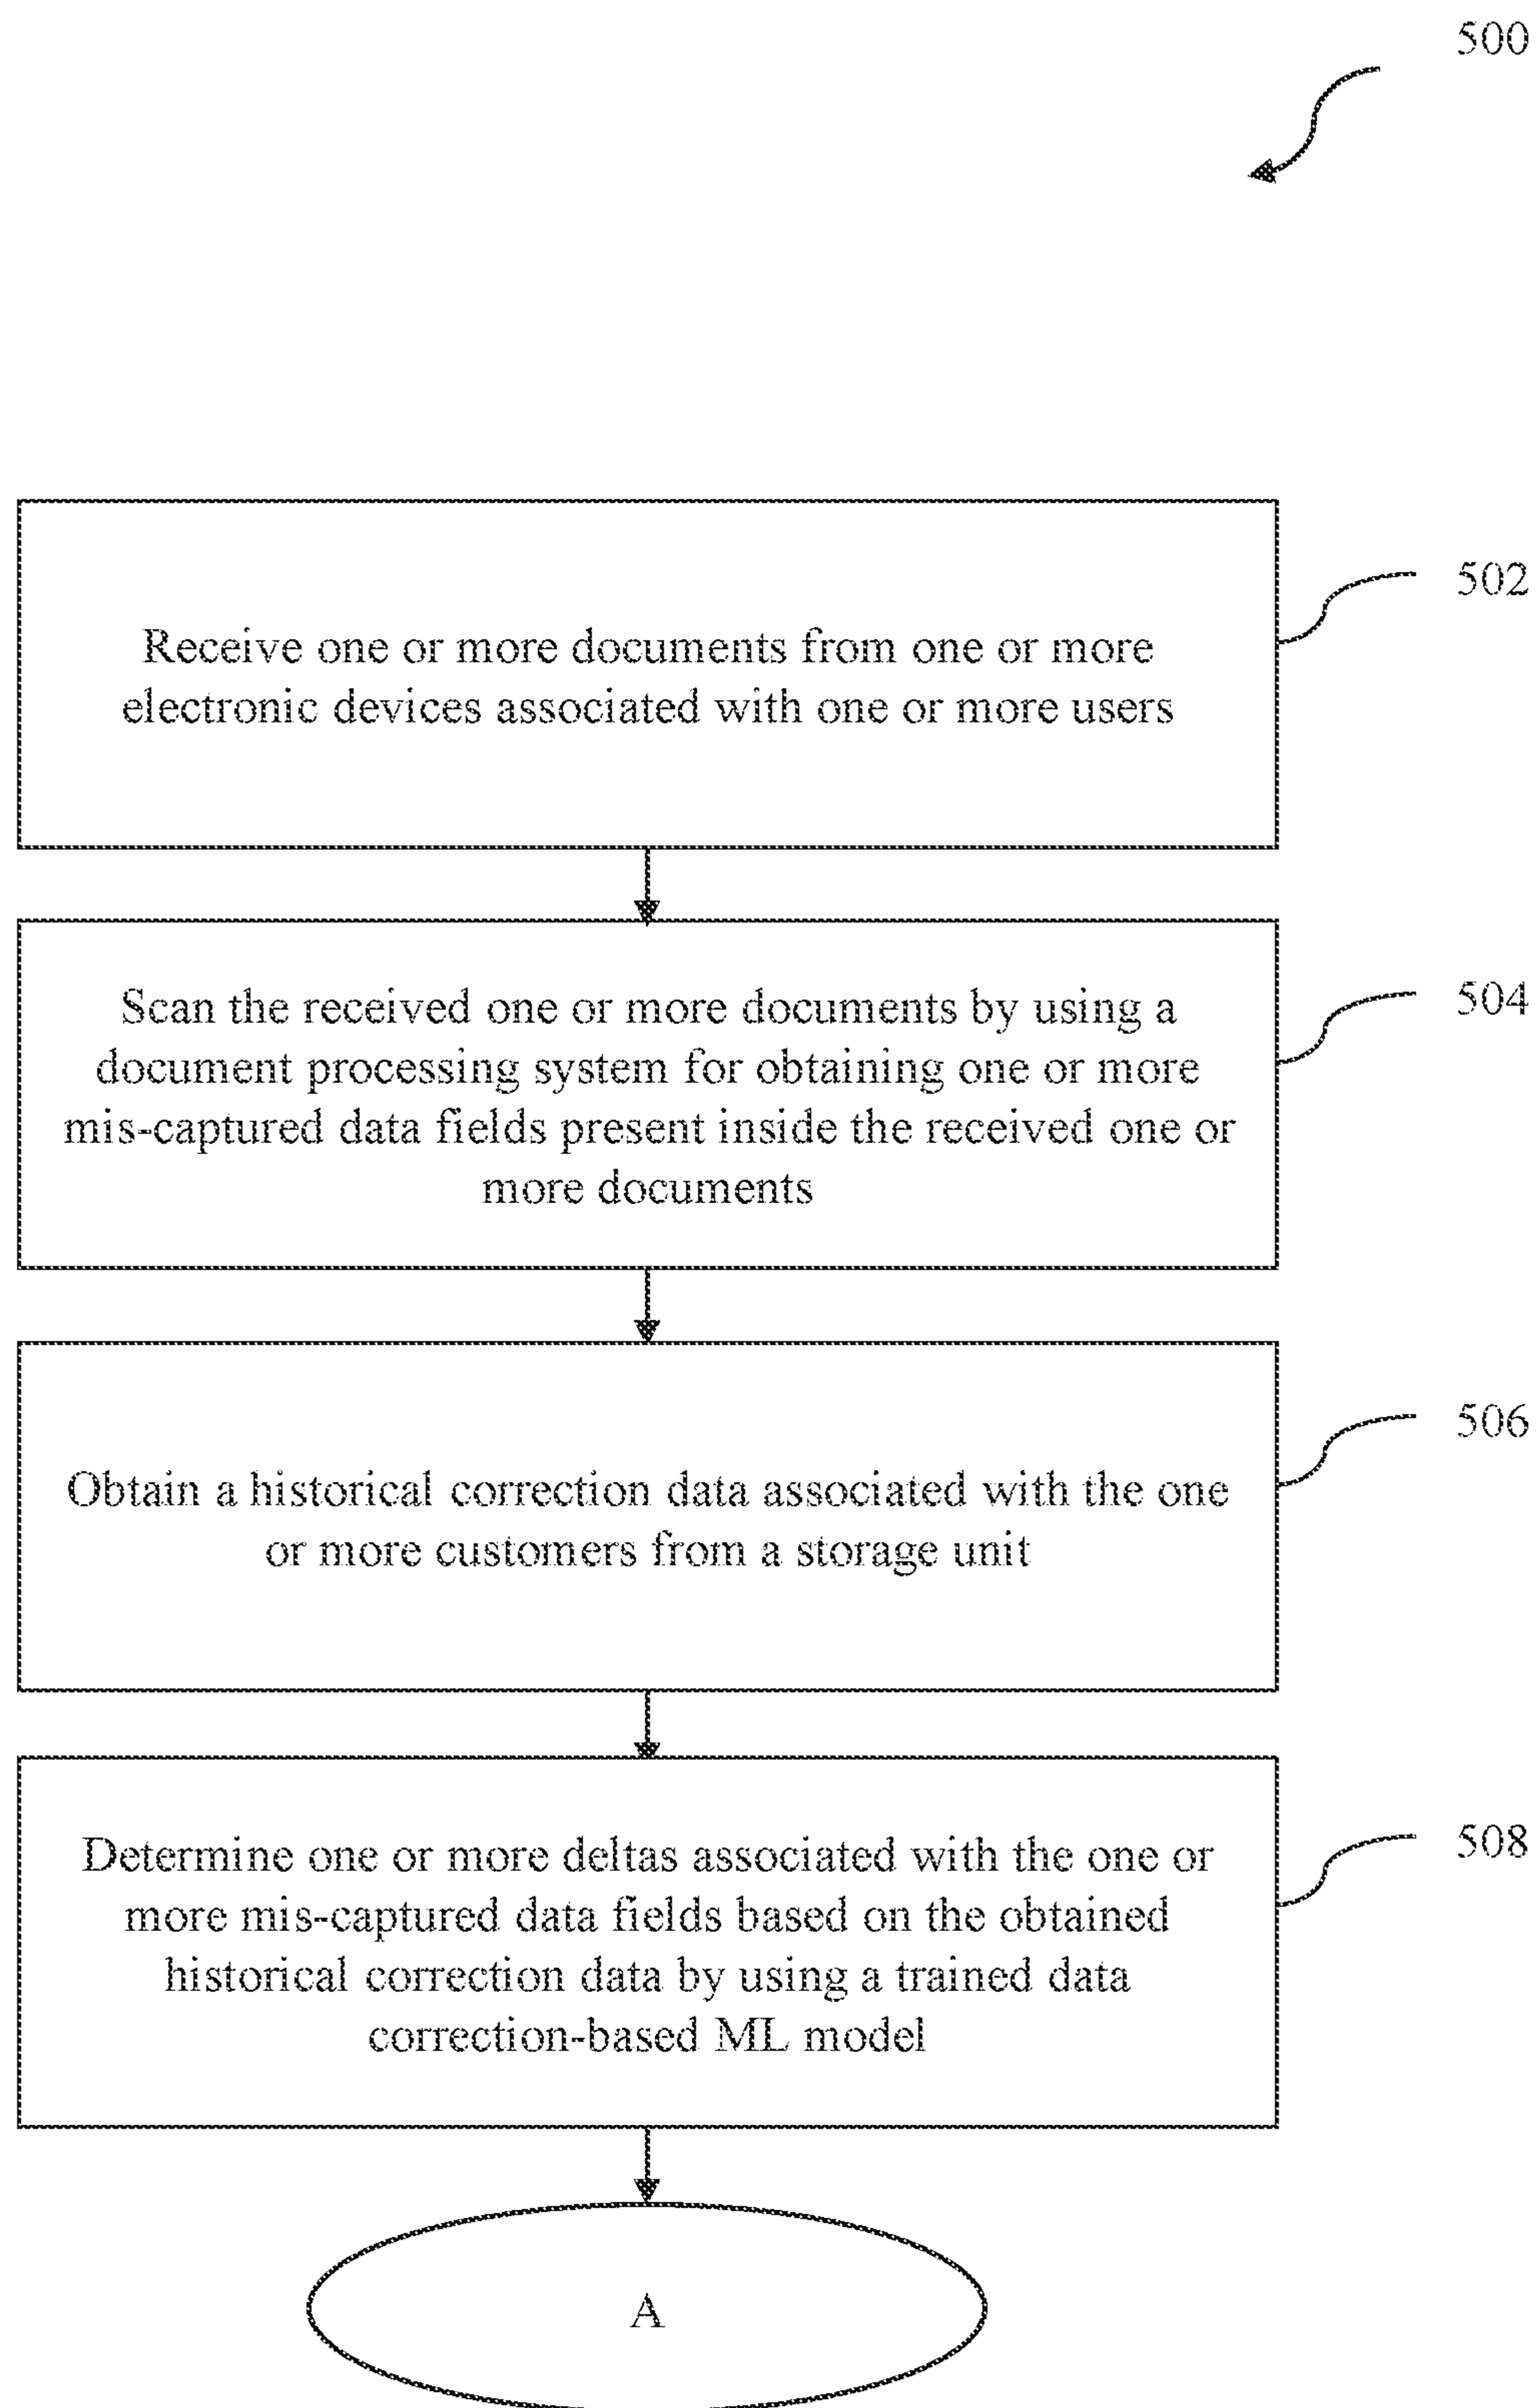 500
Receive one or more documents from one or more
electronic devices associated with one or more users
502
Scan the received one or more documents by using a
document processing system for obtaining one or more
mis-captured data fields present inside the received one or
more documents
504
Obtain a historical correction data associated with the one
or more customers from a storage unit
506
Determine one or more deltas associated with the one or
more mis-captured data fields based on the obtained
historical correction data by using a trained data
correction-based ML model
508
A